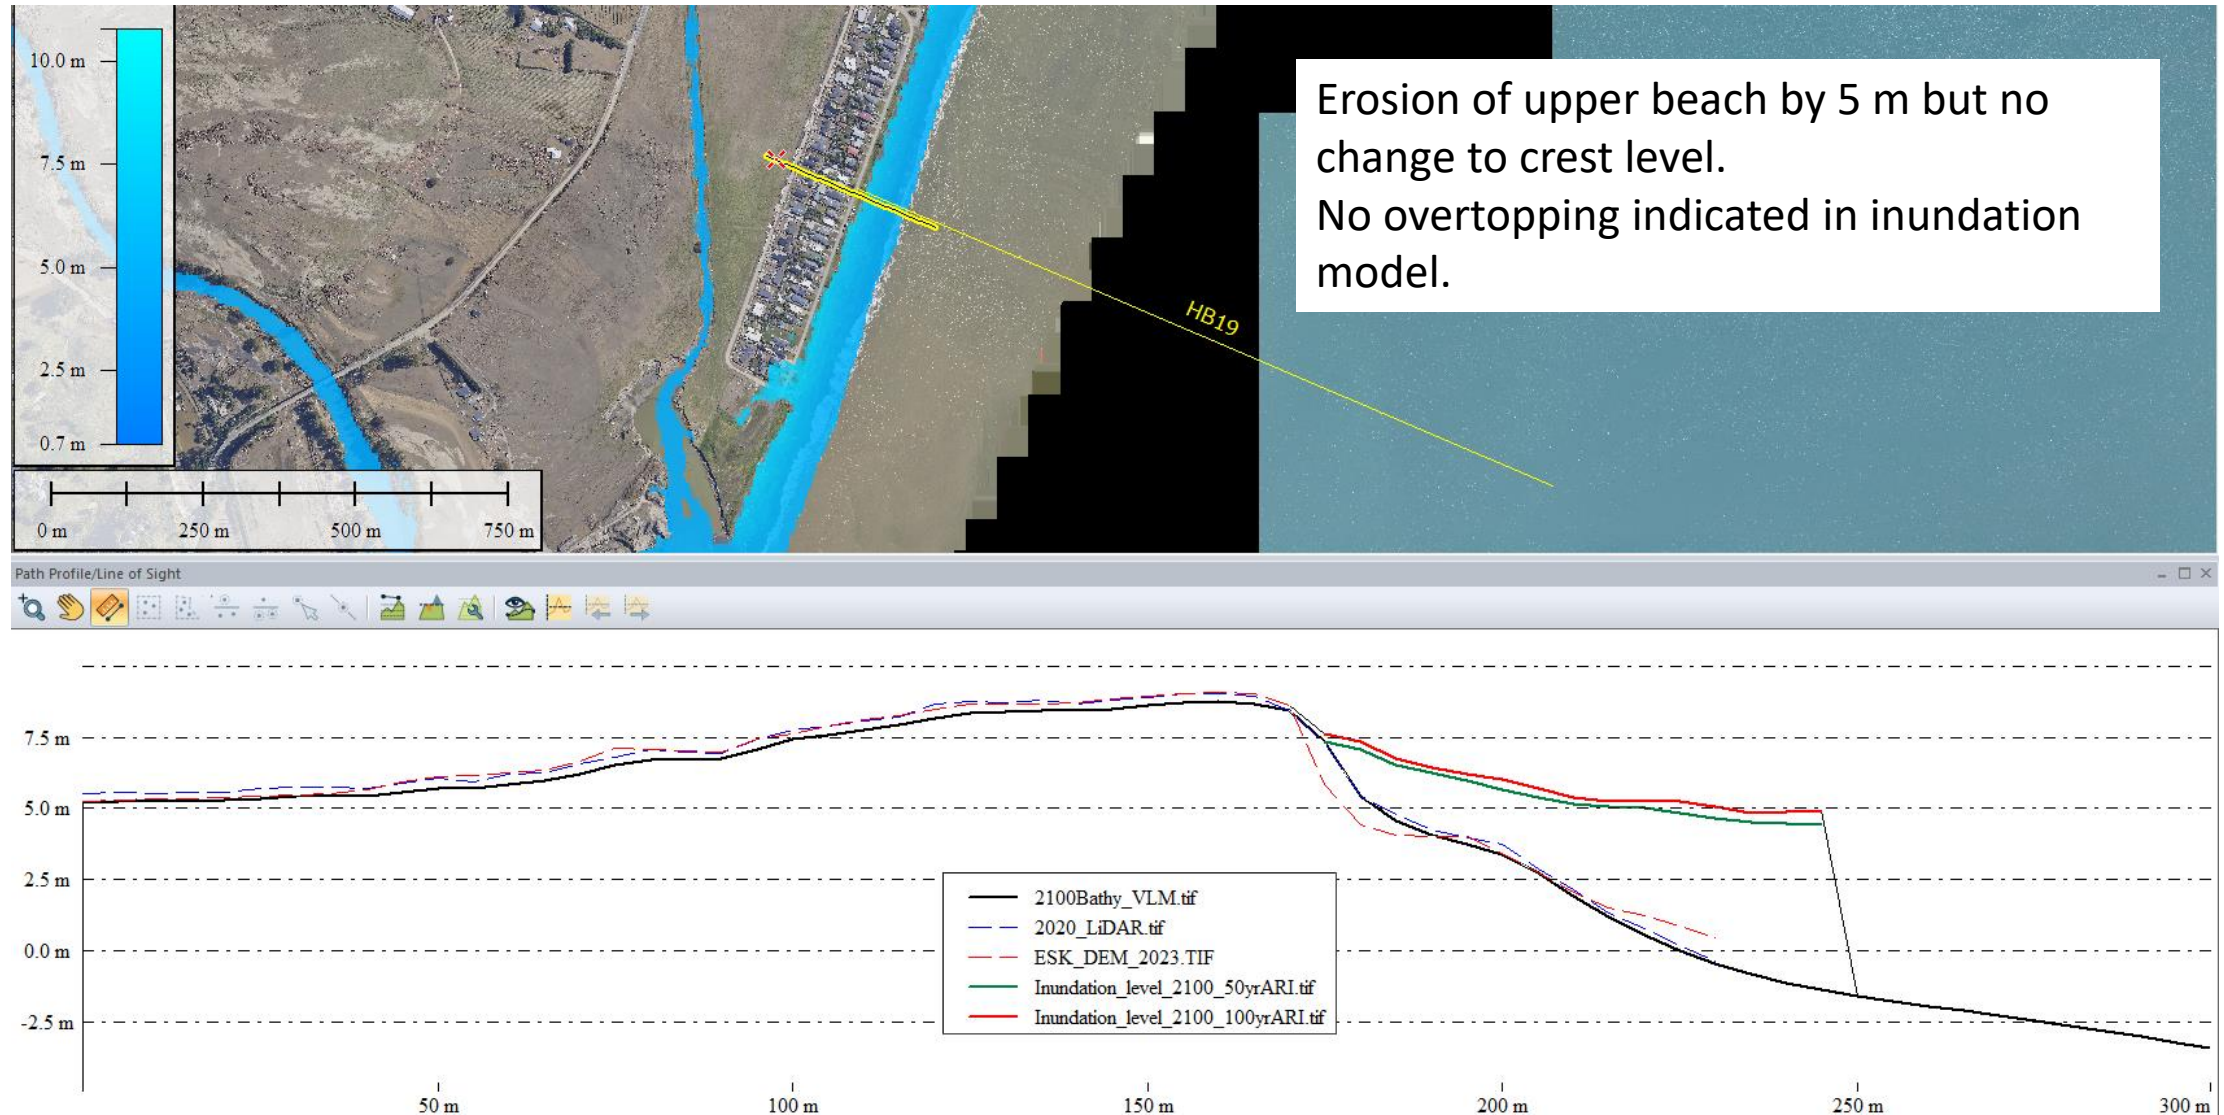 10.0 m
7.5 m
5.0 m
2.5 m
0.7 m
0 m 250 m 500 m 750 m
Erosion of upper beach by 5 m but no
change to crest level.
No overtopping indicated in inundation
model.
HB19
Path Profile/Line of Sight
7.5 m
5.0 m
2.5 m
0.0 m
-2.5 m
2100Bathy_VLM.tif
2020_LiDAR.tif
ESK_DEM_2023.TIF
Inundation_level_2100_50yrARI.tif
Inundation_level_2100_100yrARI.tif
50 m 100 m 150 m 200 m 250 m 300 m